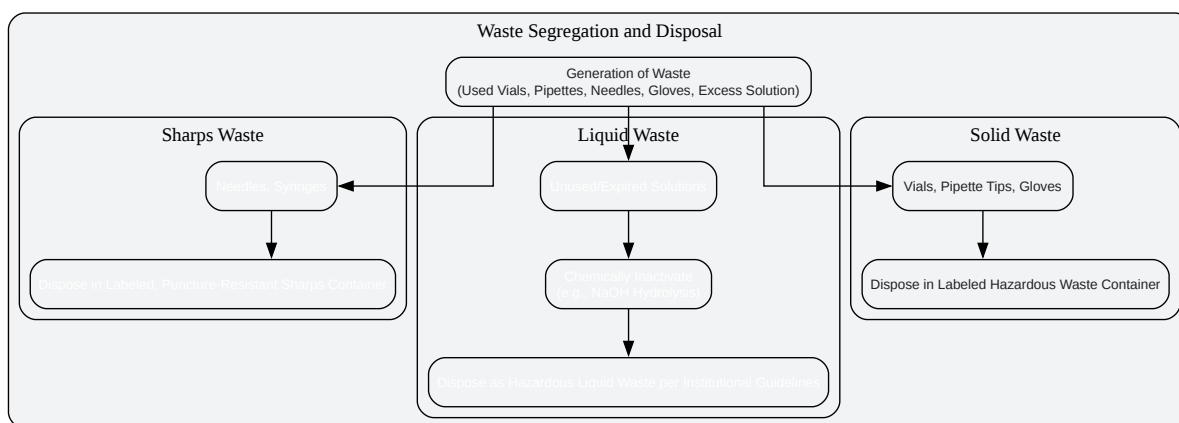 Waste Segregation and Disposal
Generation of Waste
(Used Vials, Pipettes, Needles, Gloves, Excess Solution)
Sharps Waste
Needles, Syringes
Dispose in Labeled, Puncture-Resistant Sharps Container
Liquid Waste
Unused/Expired Solutions
Chemically Inactivate
(e.g., NaOH Hydrolysis)
Dispose as Hazardous Liquid Waste per Institutional Guidelines
Solid Waste
Vials, Pipette Tips, Gloves
Dispose in Labeled Hazardous Waste Container